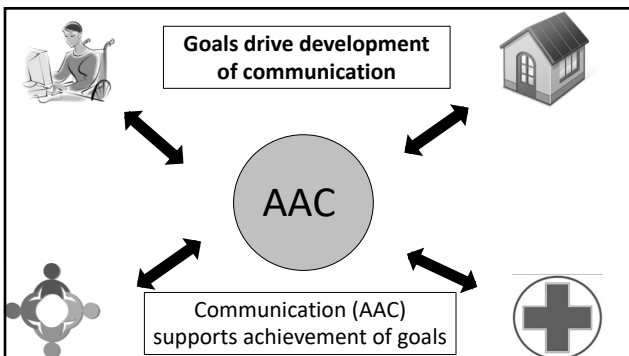 Goals drive development
of communication
AAC
Communication (AAC)
supports achievement of goals